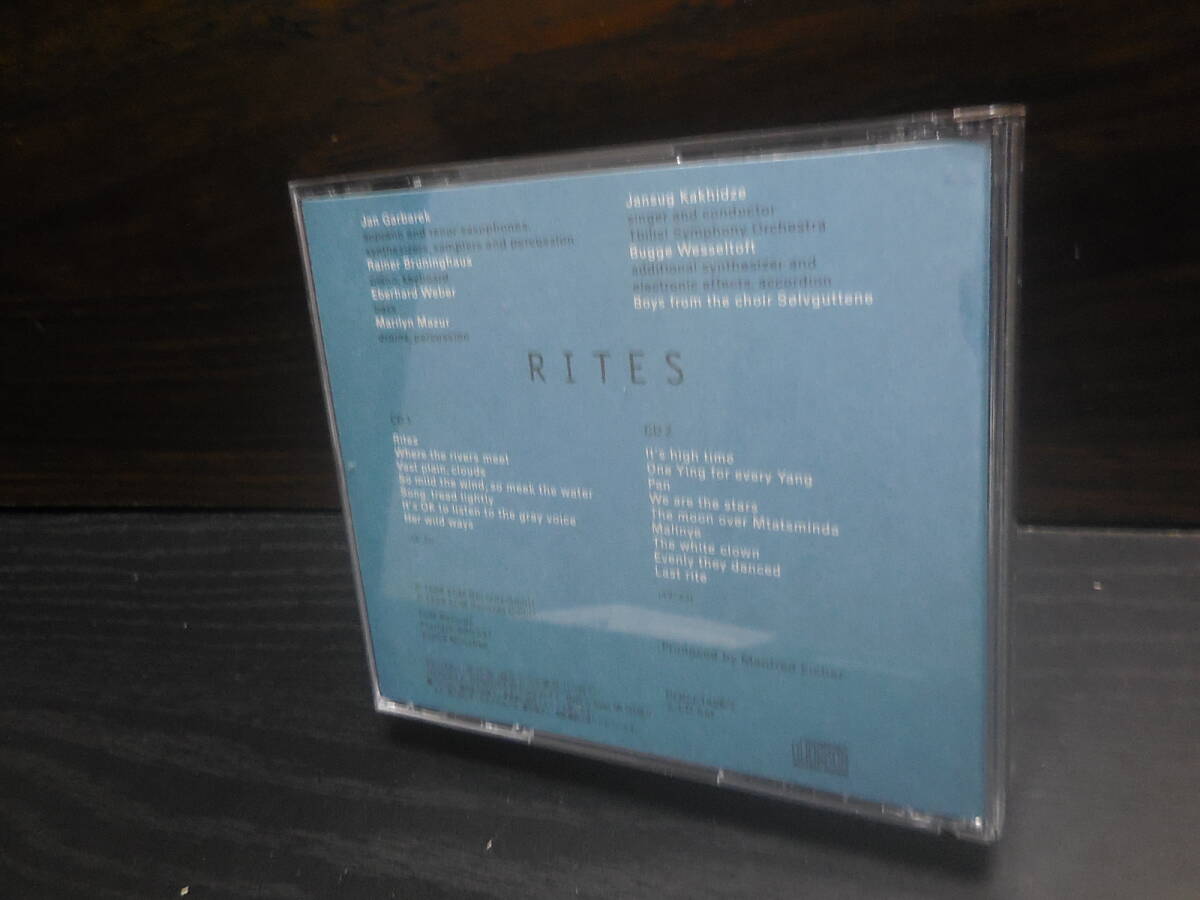 Jan Garbarek
soprano and tenor saxophones,
synthesizers, samplers and percussion
Rainer Brüninghaus
piano, keyboard
Eberhard Weber
bass
Marilyn Mazur
drums, percussion
Jansug Kakhidze
singer and conductor
Tbilisi Symphony Orchestra
Bugge Wesseltoft
additional synthesizer and
electronic effects, accordion
Boys from the choir Sølvguttene
RITES
CD 1
Rites
Where the rivers meet
Vast plain, clouds
So mild the wind, so meek the water
Song, tread lightly
It's OK to listen to the gray voice
Her wild ways
CD 2
It's high time
One Ying for every Yang
Pan
We are the stars
The moon over Mtatsminda
Malinye
The white clown
Evenly they danced
Last rite
Produced by Manfred Eicher